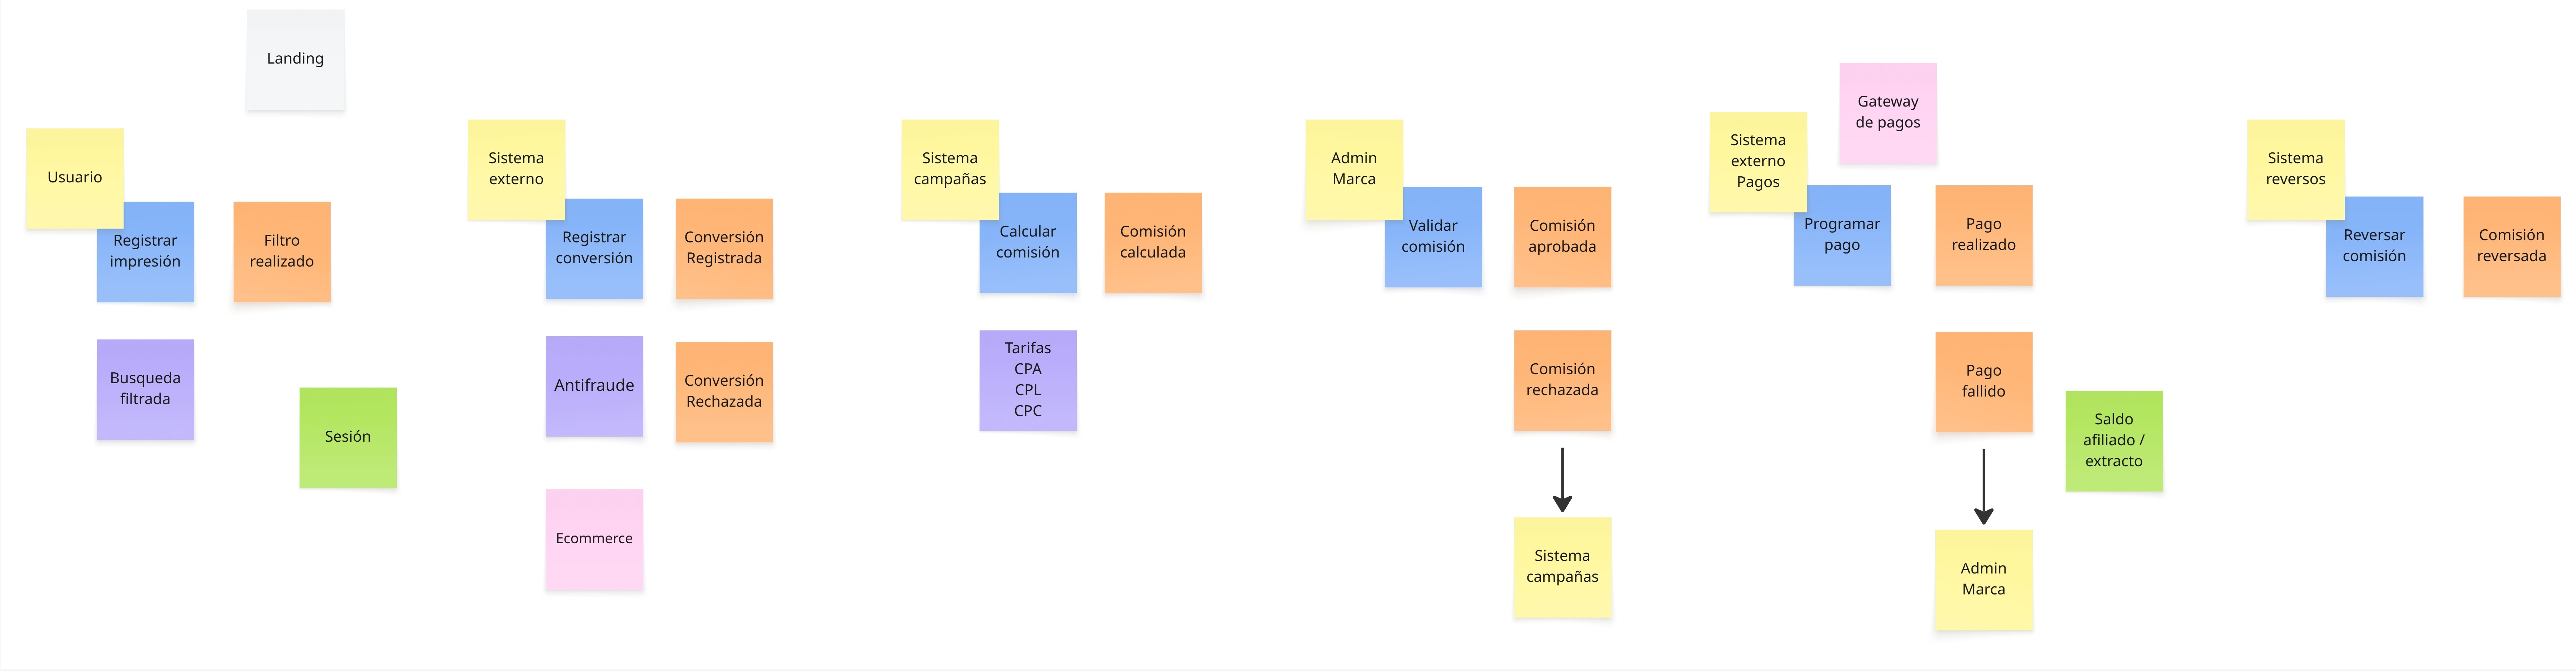 Landing
Usuario
Registrar
impresión
Filtro
realizado
Busqueda
filtrada
Sesión
Sistema
externo
Registrar
conversión
Conversión
Registrada
Antifraude
Conversión
Rechazada
Ecommerce
Sistema
campañas
Calcular
comisión
Comisión
calculada
Tarifas
CPA
CPL
CPC
Admin
Marca
Validar
comisión
Comisión
aprobada
Comisión
rechazada
Sistema
campañas
Gateway
de pagos
Sistema
externo
Pagos
Programar
pago
Pago
realizado
Pago
fallido
Saldo
afiliado /
extracto
Admin
Marca
Sistema
reversos
Reversar
comisión
Comisión
reversada